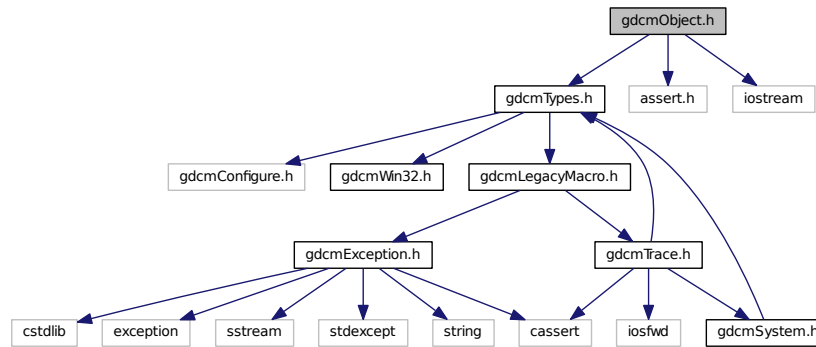 gdcmObject.h
gdcmTypes.h
assert.h
iostream
gdcmConfigure.h
gdcmWin32.h
gdcmLegacyMacro.h
gdcmException.h
gdcmTrace.h
cstdlib
exception
sstream
stdexcept
string
cassert
iosfwd
gdcmSystem.h